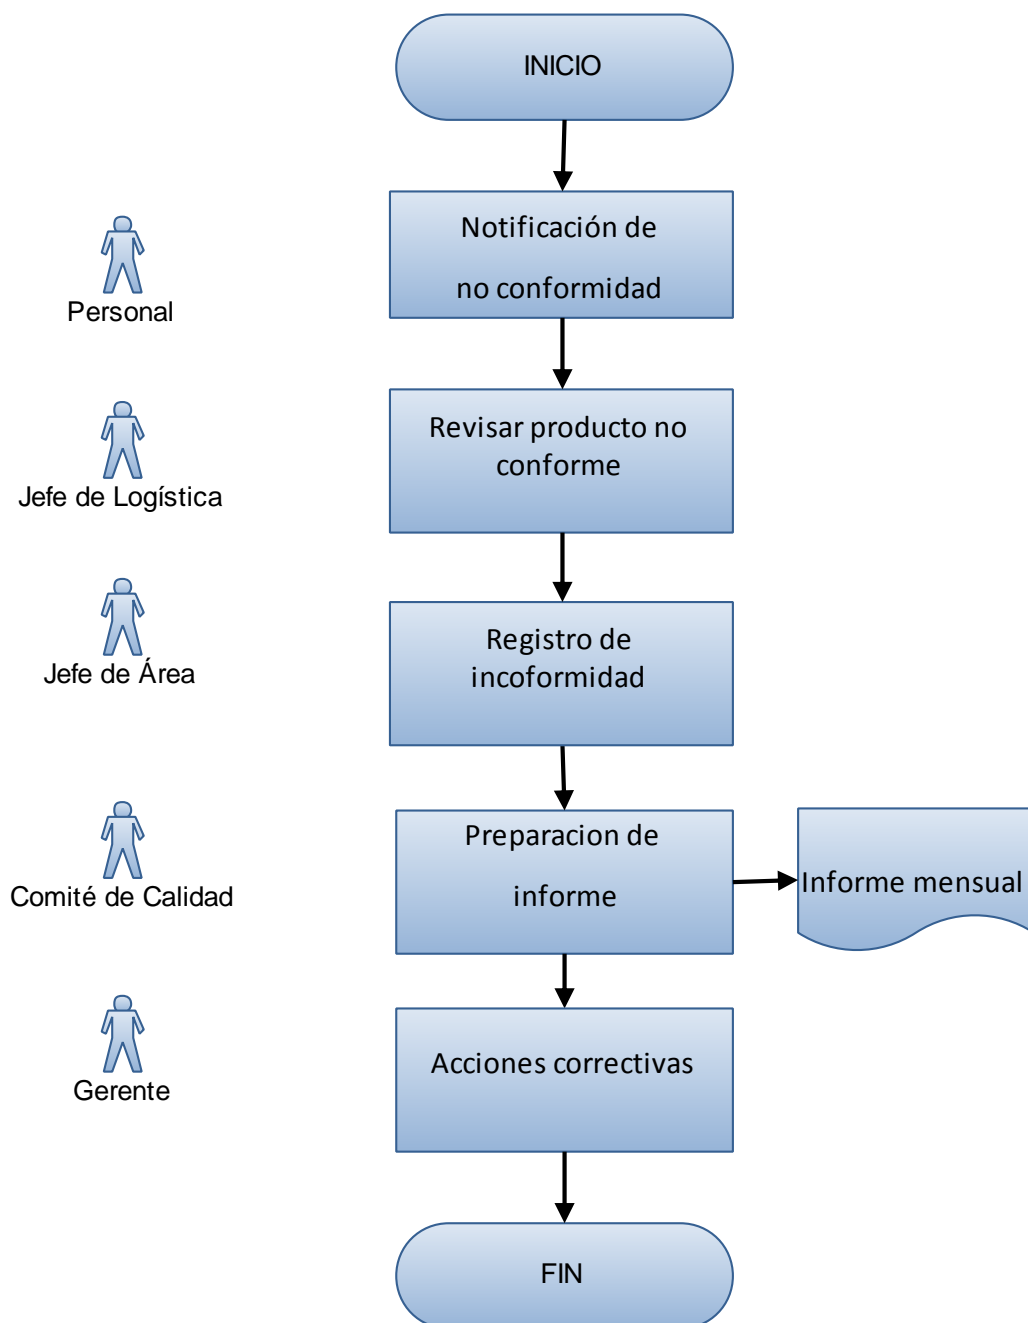 INICIO
Notificación de
no conformidad
Personal
Revisar producto no
conforme
Jefe de Logística
Registro de
incoformidad
Jefe de Área
Preparacion de
informe
Informe mensual
Comité de Calidad
Acciones correctivas
Gerente
FIN